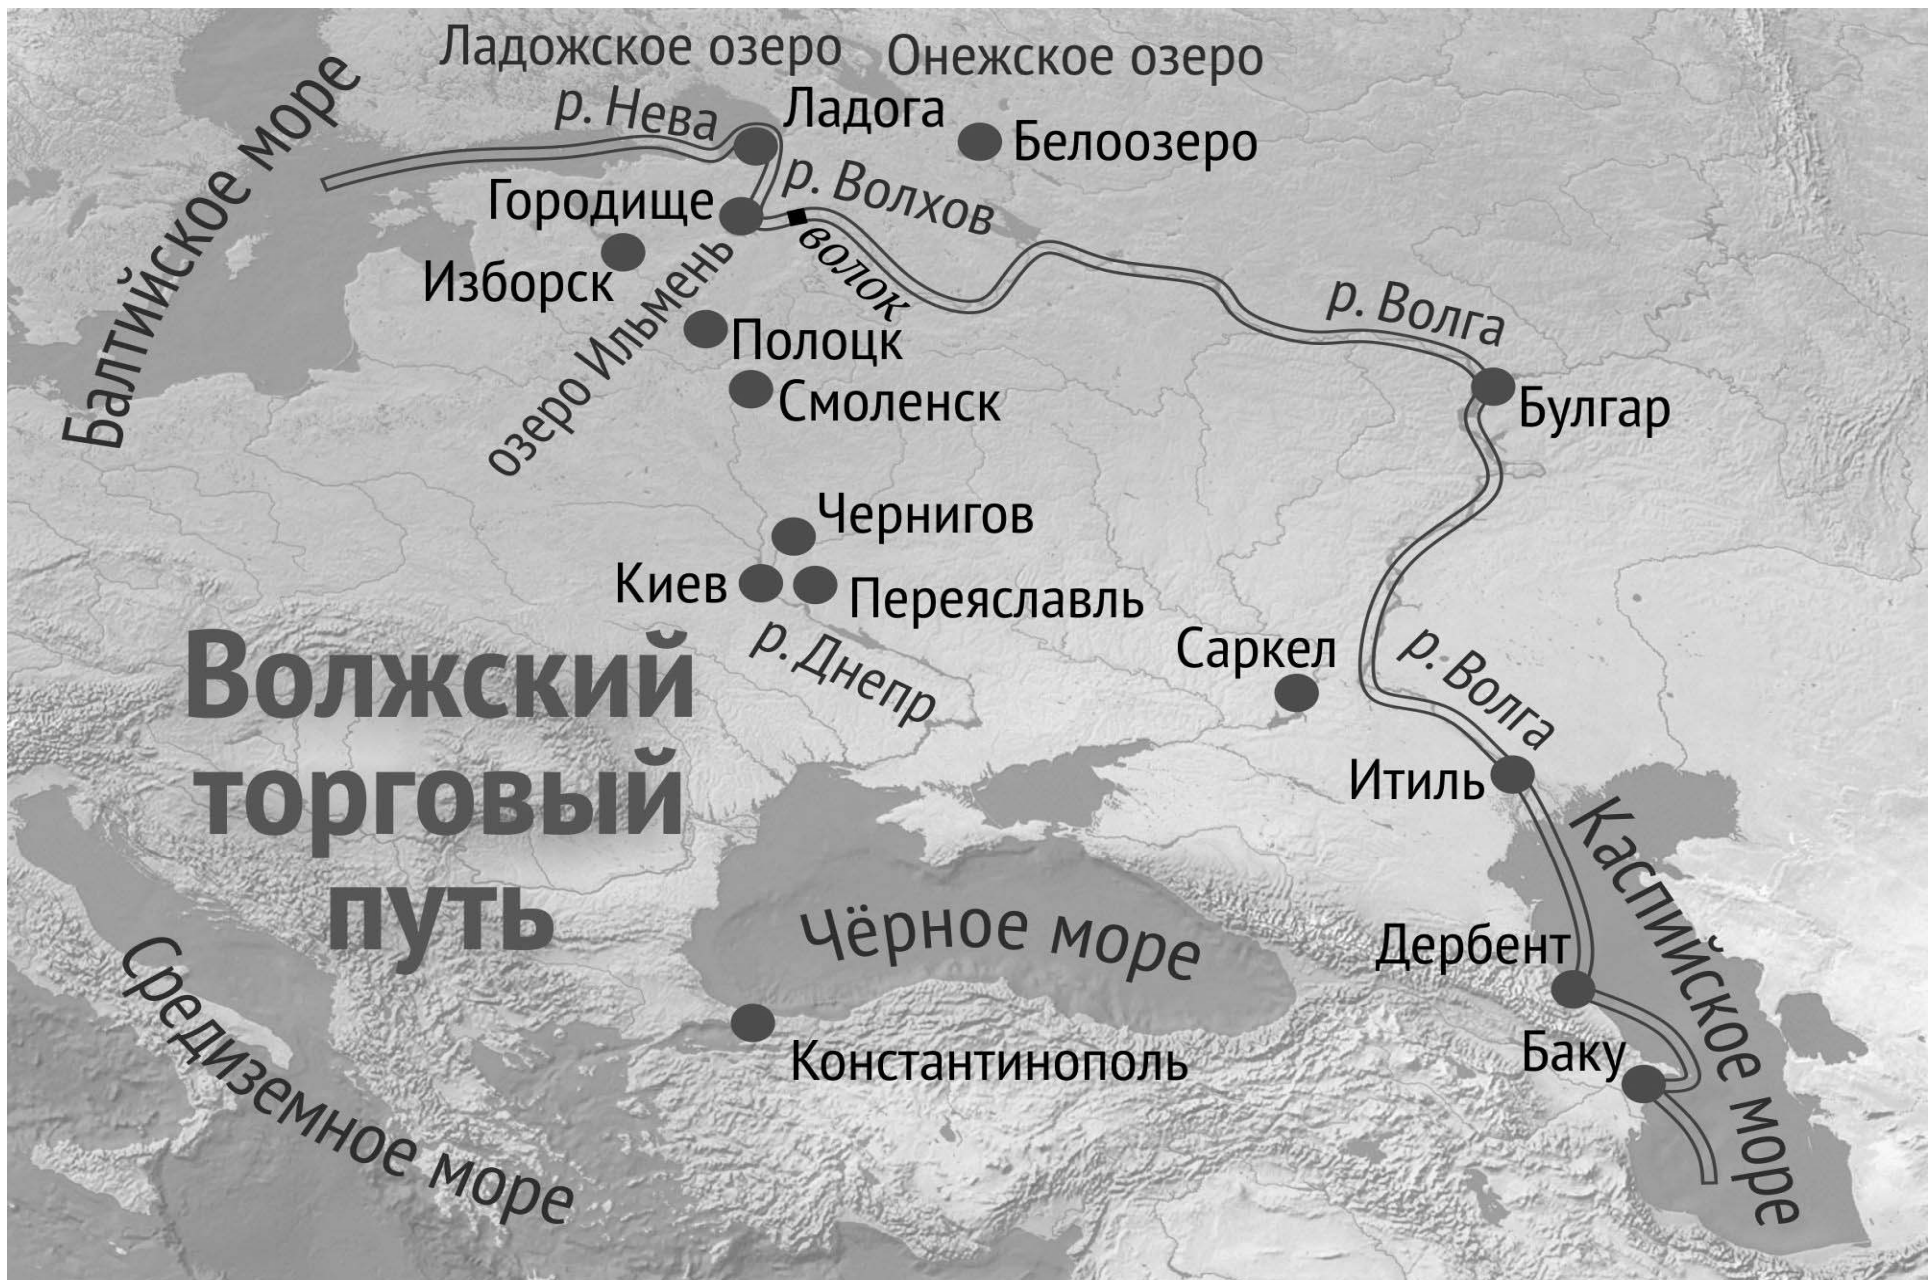 Ладожское озеро
Онежское озеро
Балтийское море
р. Нева
Ладога
Белоозеро
р. Волхов
Городище
волок
Изборск
озеро Ильмень
Полоцк
Смоленск
р. Волга
Булгар
Чернигов
Киев
Переяславль
р. Днепр
Саркел
р. Волга
Итиль
Волжский
торговый
путь
Каспийское море
Чёрное море
Дербент
Средиземное море
Константинополь
Баку